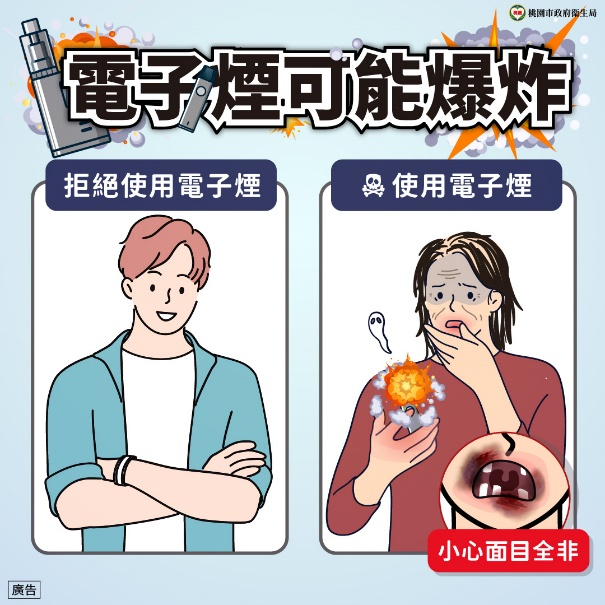 桃園市政府衛生局
電子煙可能爆炸
拒絕使用電子煙
使用電子煙
小心面目全非
廣告